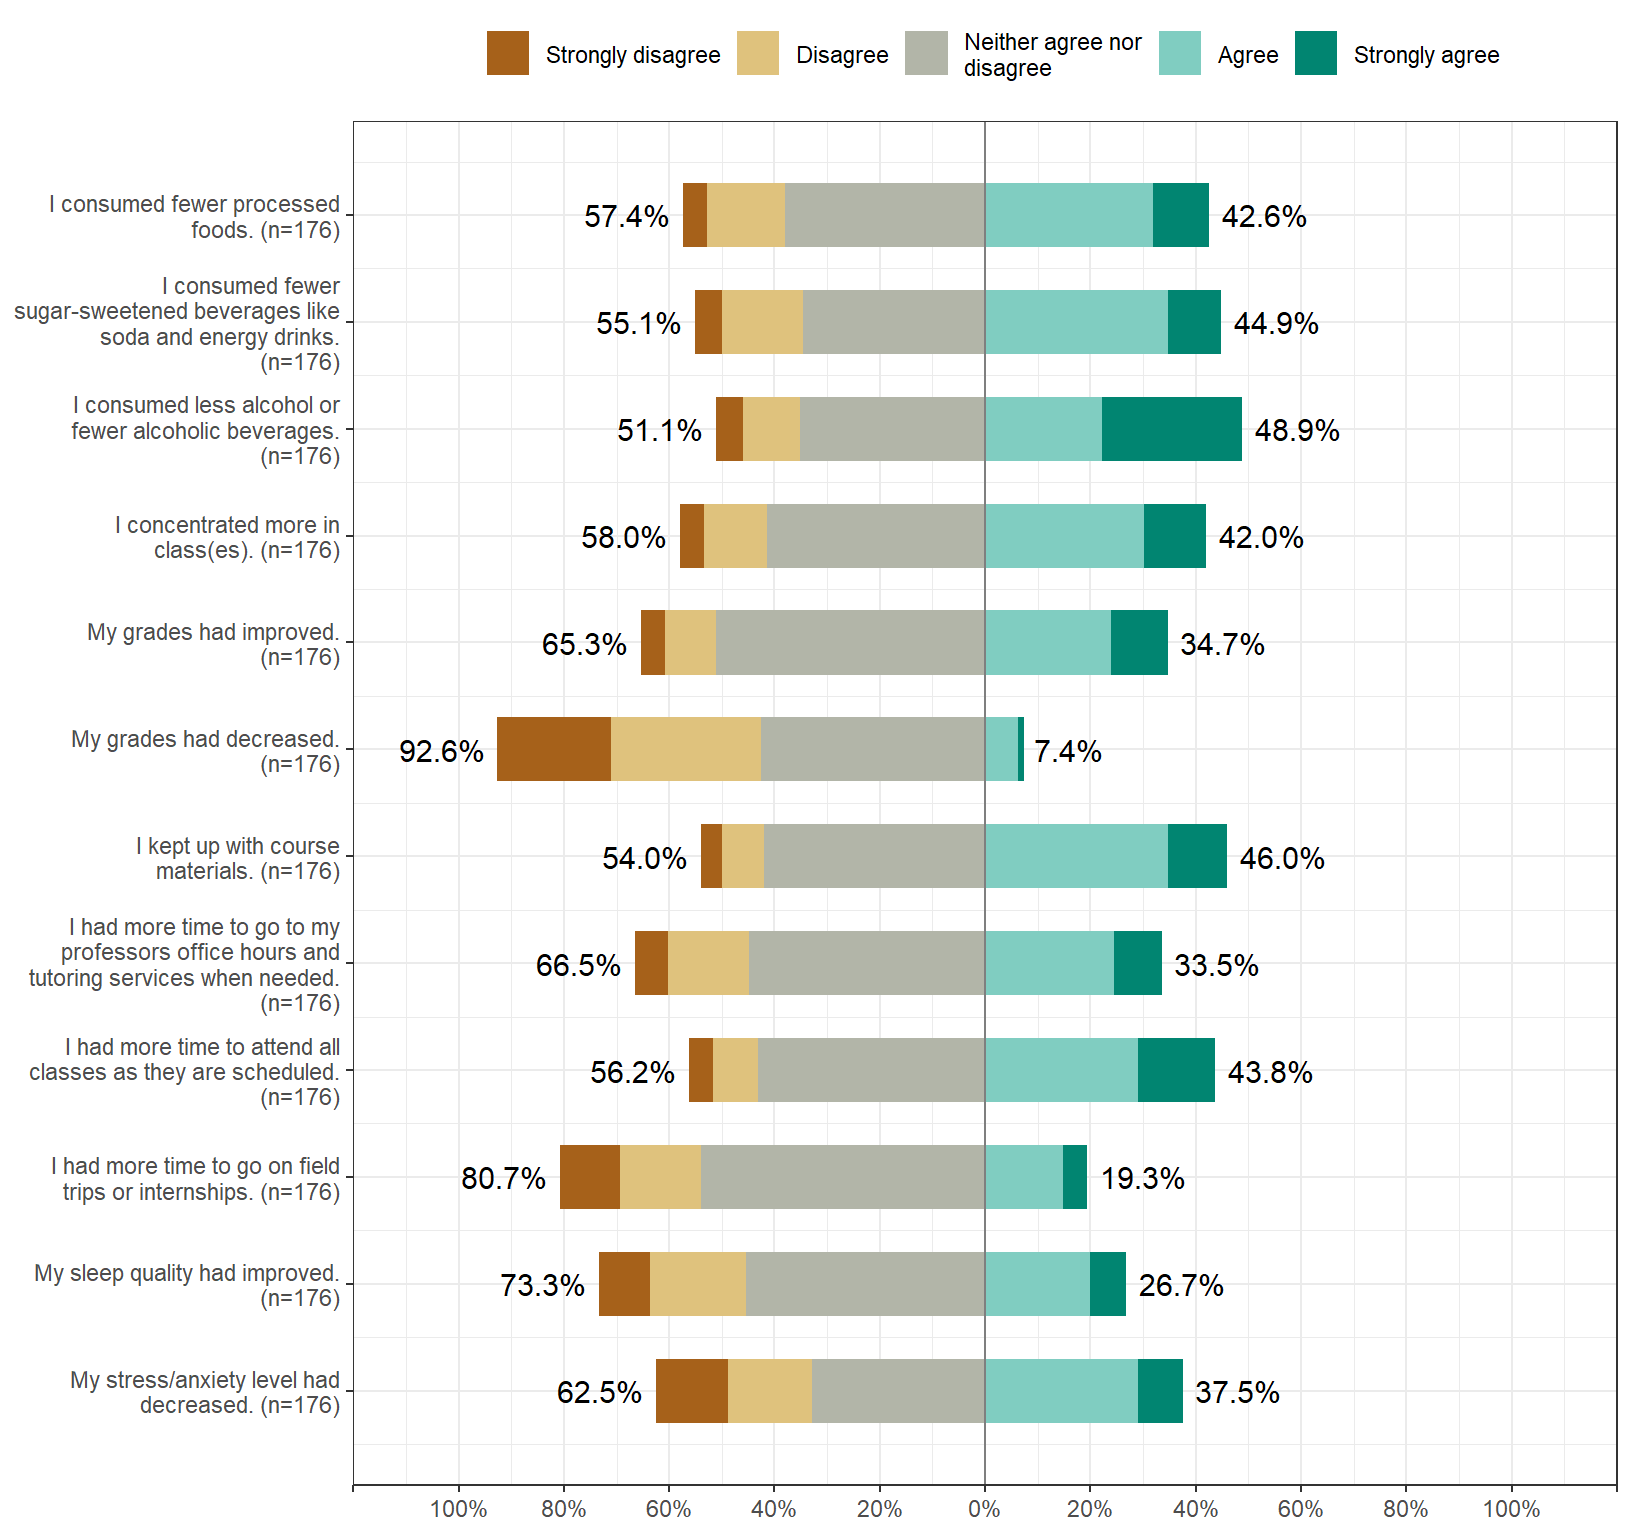 Strongly disagree
Disagree
Neither agree nor
disagree
Agree
Strongly agree
I consumed fewer processed
foods. (n=176)
57.4%
42.6%
I consumed fewer
sugar-sweetened beverages like
soda and energy drinks.
(n=176)
55.1%
44.9%
I consumed less alcohol or
fewer alcoholic beverages.
(n=176)
51.1%
48.9%
I concentrated more in
class(es). (n=176)
58.0%
42.0%
My grades had improved.
(n=176)
65.3%
34.7%
My grades had decreased.
(n=176)
92.6%
7.4%
I kept up with course
materials. (n=176)
54.0%
46.0%
I had more time to go to my
professors office hours and
tutoring services when needed.
(n=176)
66.5%
33.5%
I had more time to attend all
classes as they are scheduled.
(n=176)
56.2%
43.8%
I had more time to go on field
trips or internships. (n=176)
80.7%
19.3%
My sleep quality had improved.
(n=176)
73.3%
26.7%
My stress/anxiety level had
decreased. (n=176)
62.5%
37.5%
100% 80% 60% 40% 20% 0% 20% 40% 60% 80% 100%